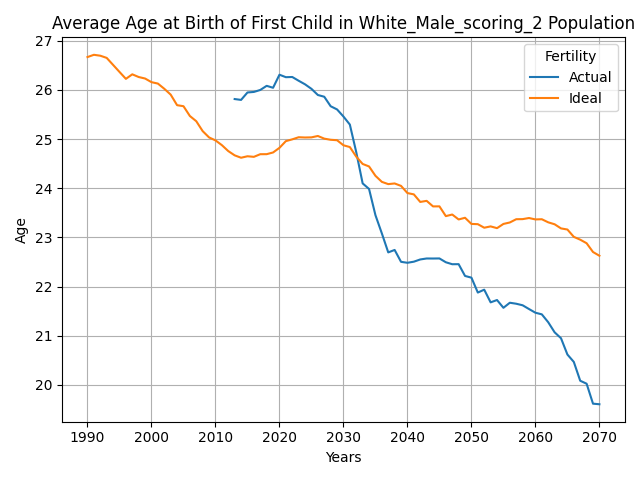 Average Age at Birth of First Child in White_Male_scoring_2 Population
Fertility
Actual
Ideal
Age
27
26
25
24
23
22
21
20
1990 2000 2010 2020 2030 2040 2050 2060 2070
Years